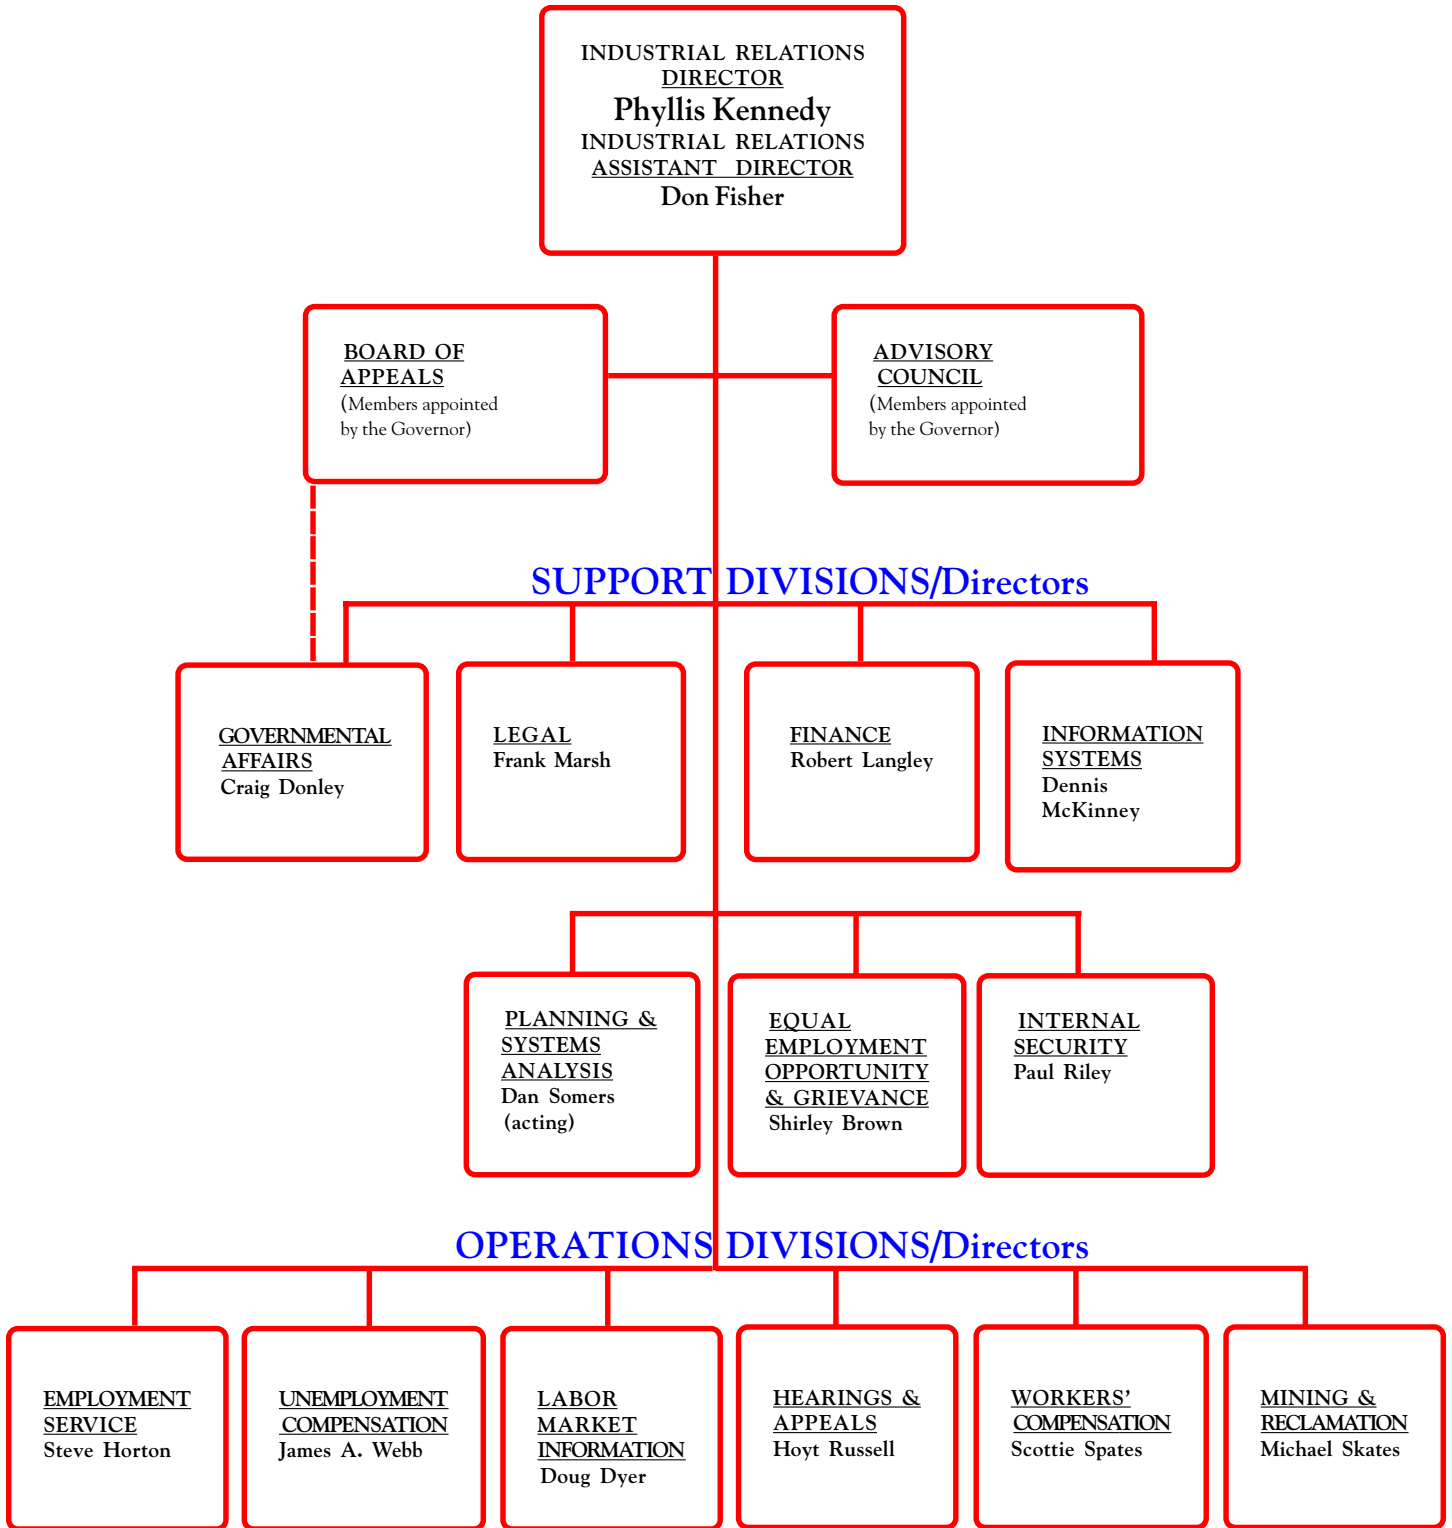 INDUSTRIAL RELATIONS
DIRECTOR
Phyllis Kennedy
INDUSTRIAL RELATIONS
ASSISTANT DIRECTOR
Don Fisher
BOARD OF
APPEALS
(Members appointed
by the Governor)
ADVISORY
COUNCIL
(Members appointed
by the Governor)
SUPPORT DIVISIONS/Directors
GOVERNMENTAL
AFFAIRS
Craig Donley
LEGAL
Frank Marsh
FINANCE
Robert Langley
INFORMATION
SYSTEMS
Dennis
McKinney
PLANNING &
SYSTEMS
ANALYSIS
Dan Somers
(acting)
EQUAL
EMPLOYMENT
OPPORTUNITY
& GRIEVANCE
Shirley Brown
INTERNAL
SECURITY
Paul Riley
OPERATIONS DIVISIONS/Directors
EMPLOYMENT
SERVICE
Steve Horton
UNEMPLOYMENT
COMPENSATION
James A. Webb
LABOR
MARKET
INFORMATION
Doug Dyer
HEARINGS &
APPEALS
Hoyt Russell
WORKERS'
COMPENSATION
Scottie Spates
MINING &
RECLAMATION
Michael Skates